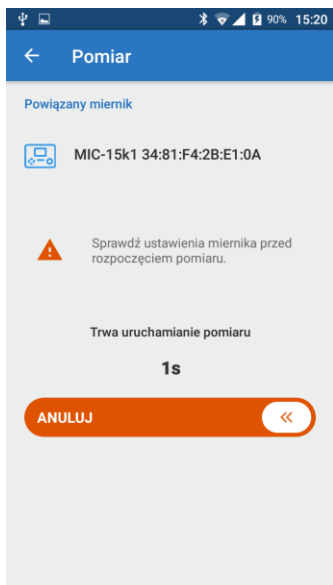 90% 15:20
Pomiar
Powiązany miernik
MIC-15k1 34:81:F4:2B:E1:0A
Sprawdź ustawienia miernika przed
rozpoczęciem pomiaru.
Trwa uruchamianie pomiaru
1s
ANULUJ